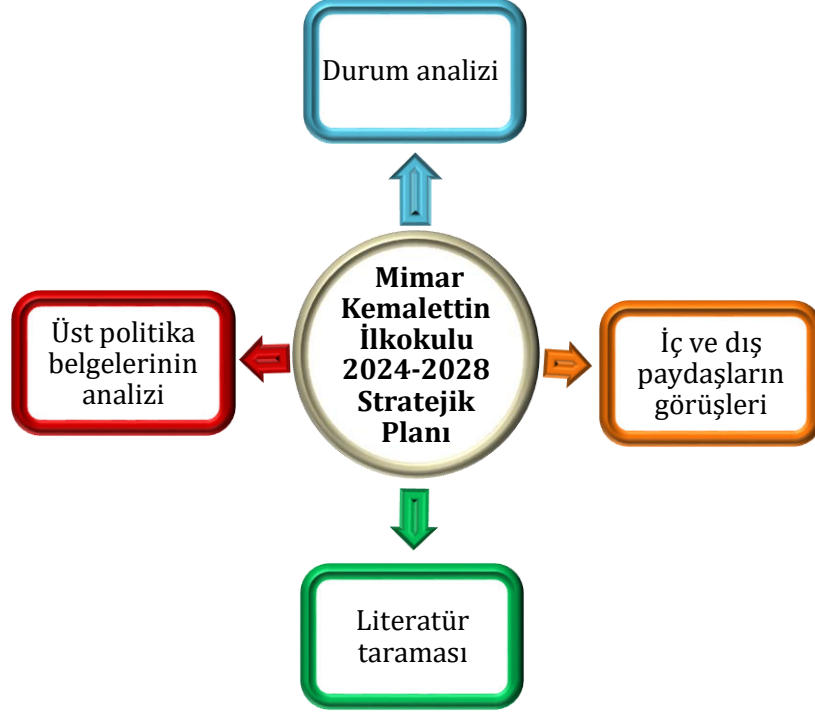 Durum analizi
Mimar
Kemalettin
İlkokulu
2024-2028
Stratejik
Planı
Üst politika
belgelerinin
analizi
İç ve dış
paydaşların
görüşleri
Literatür
taraması